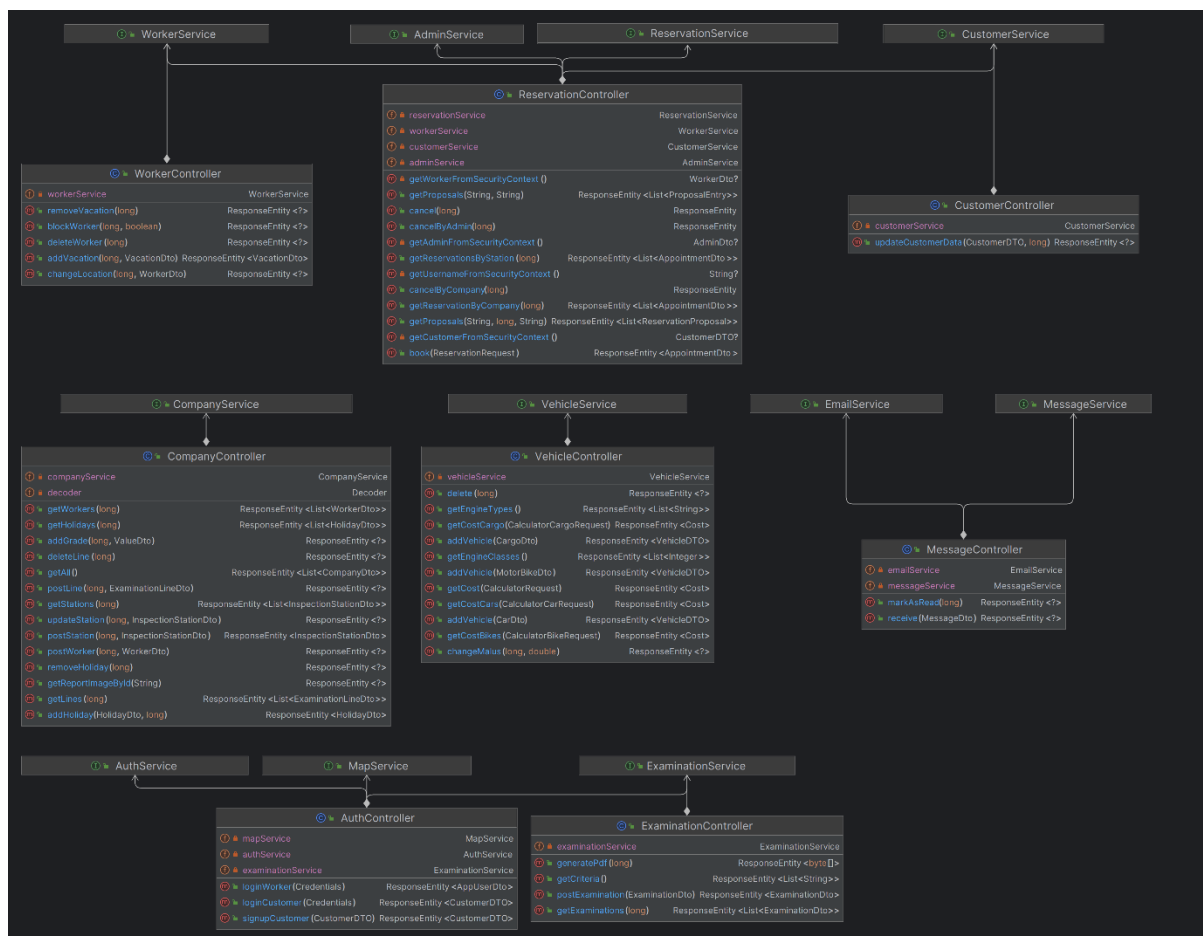 WorkerService
AdminService
ReservationService
CustomerService
ReservationController
reservationService ReservationService
workerService WorkerService
customerService CustomerService
adminService AdminService
getWorkerFromSecurityContext () WorkerDto?
getProposals(String, String) ResponseEntity <List<ProposalEntry>>
cancel(long) ResponseEntity
cancelByAdmin(long) ResponseEntity
getAdminFromSecurityContext () AdminDto?
getReservationsByStation (long) ResponseEntity <List<AppointmentDto >>
getUsernameFromSecurityContext () String?
cancelByCompany(long) ResponseEntity
getReservationByCompany(long) ResponseEntity <List<AppointmentDto >>
getProposals(String, long, String) ResponseEntity <List<ReservationProposal>>
getCustomerFromSecurityContext () CustomerDTO?
book(ReservationRequest ) ResponseEntity <AppointmentDto >
WorkerController
workerService WorkerService
removeVacation(long) ResponseEntity <?>
blockWorker(long, boolean) ResponseEntity <?>
deleteWorker(long) ResponseEntity <?>
addVacation(long, VacationDto) ResponseEntity <VacationDto>
changeLocation(long, WorkerDto) ResponseEntity <?>
CustomerController
customerService CustomerService
updateCustomerData(CustomerDTO, long) ResponseEntity <?>
CompanyService
VehicleService
EmailService
MessageService
CompanyController
companyService CompanyService
decoder Decoder
getWorkers(long) ResponseEntity <List<WorkerDto>>
getHolidays(long) ResponseEntity <List<HolidayDto>>
addGrade(long, ValueDto) ResponseEntity <?>
deleteLine(long) ResponseEntity <?>
getAll() ResponseEntity <List<CompanyDto>>
postLine(long, ExaminationLineDto) ResponseEntity <?>
getStations (long) ResponseEntity <List<InspectionStationDto>>
updateStation (long, InspectionStationDto) ResponseEntity <?>
postStation (long, InspectionStationDto) ResponseEntity <InspectionStationDto>
postWorker(long, WorkerDto) ResponseEntity <?>
removeHoliday(long) ResponseEntity <?>
getReportImageById(String) ResponseEntity <?>
getLines (long) ResponseEntity <List<ExaminationLineDto>>
addHoliday(HolidayDto, long) ResponseEntity <HolidayDto>
VehicleController
vehicleService VehicleService
delete (long) ResponseEntity <?>
getEngineTypes () ResponseEntity <List<String>>
getCostCargo(CalculatorCargoRequest) ResponseEntity <Cost>
addVehicle(CargoDto) ResponseEntity <VehicleDTO>
getEngineClasses () ResponseEntity <List<Integer>>
addVehicle(MotorBikeDto) ResponseEntity <VehicleDTO>
getCost(CalculatorRequest) ResponseEntity <Cost>
getCostCars(CalculatorCarRequest) ResponseEntity <Cost>
addVehicle(CarDto) ResponseEntity <VehicleDTO>
getCostBikes(CalculatorBikeRequest) ResponseEntity <Cost>
changeMalus(long, double) ResponseEntity <?>
MessageController
emailService EmailService
messageService MessageService
markAsRead(long) ResponseEntity <?>
receive(MessageDto) ResponseEntity <?>
AuthService
MapService
ExaminationService
AuthController
mapService MapService
authService AuthService
examinationService ExaminationService
loginWorker(Credentials) ResponseEntity <AppUserDto>
loginCustomer(Credentials) ResponseEntity <CustomerDTO>
signupCustomer(CustomerDTO) ResponseEntity <CustomerDTO>
ExaminationController
examinationService ExaminationService
generatePdf (long) ResponseEntity <byte[]>
getCriteria() ResponseEntity <List<String>>
postExamination(ExaminationDto) ResponseEntity <ExaminationDto>
getExaminations (long) ResponseEntity <List<ExaminationDto>>